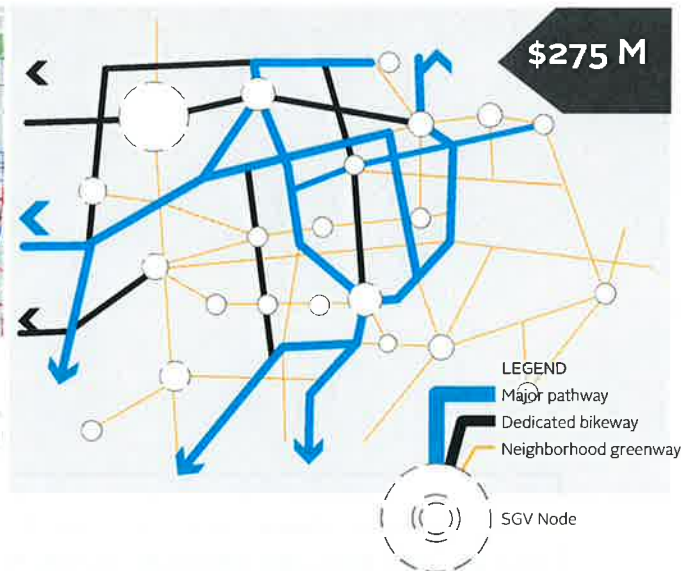 $275 M
LEGEND
Major pathway
Dedicated bikeway
Neighborhood greenway
SGV Node